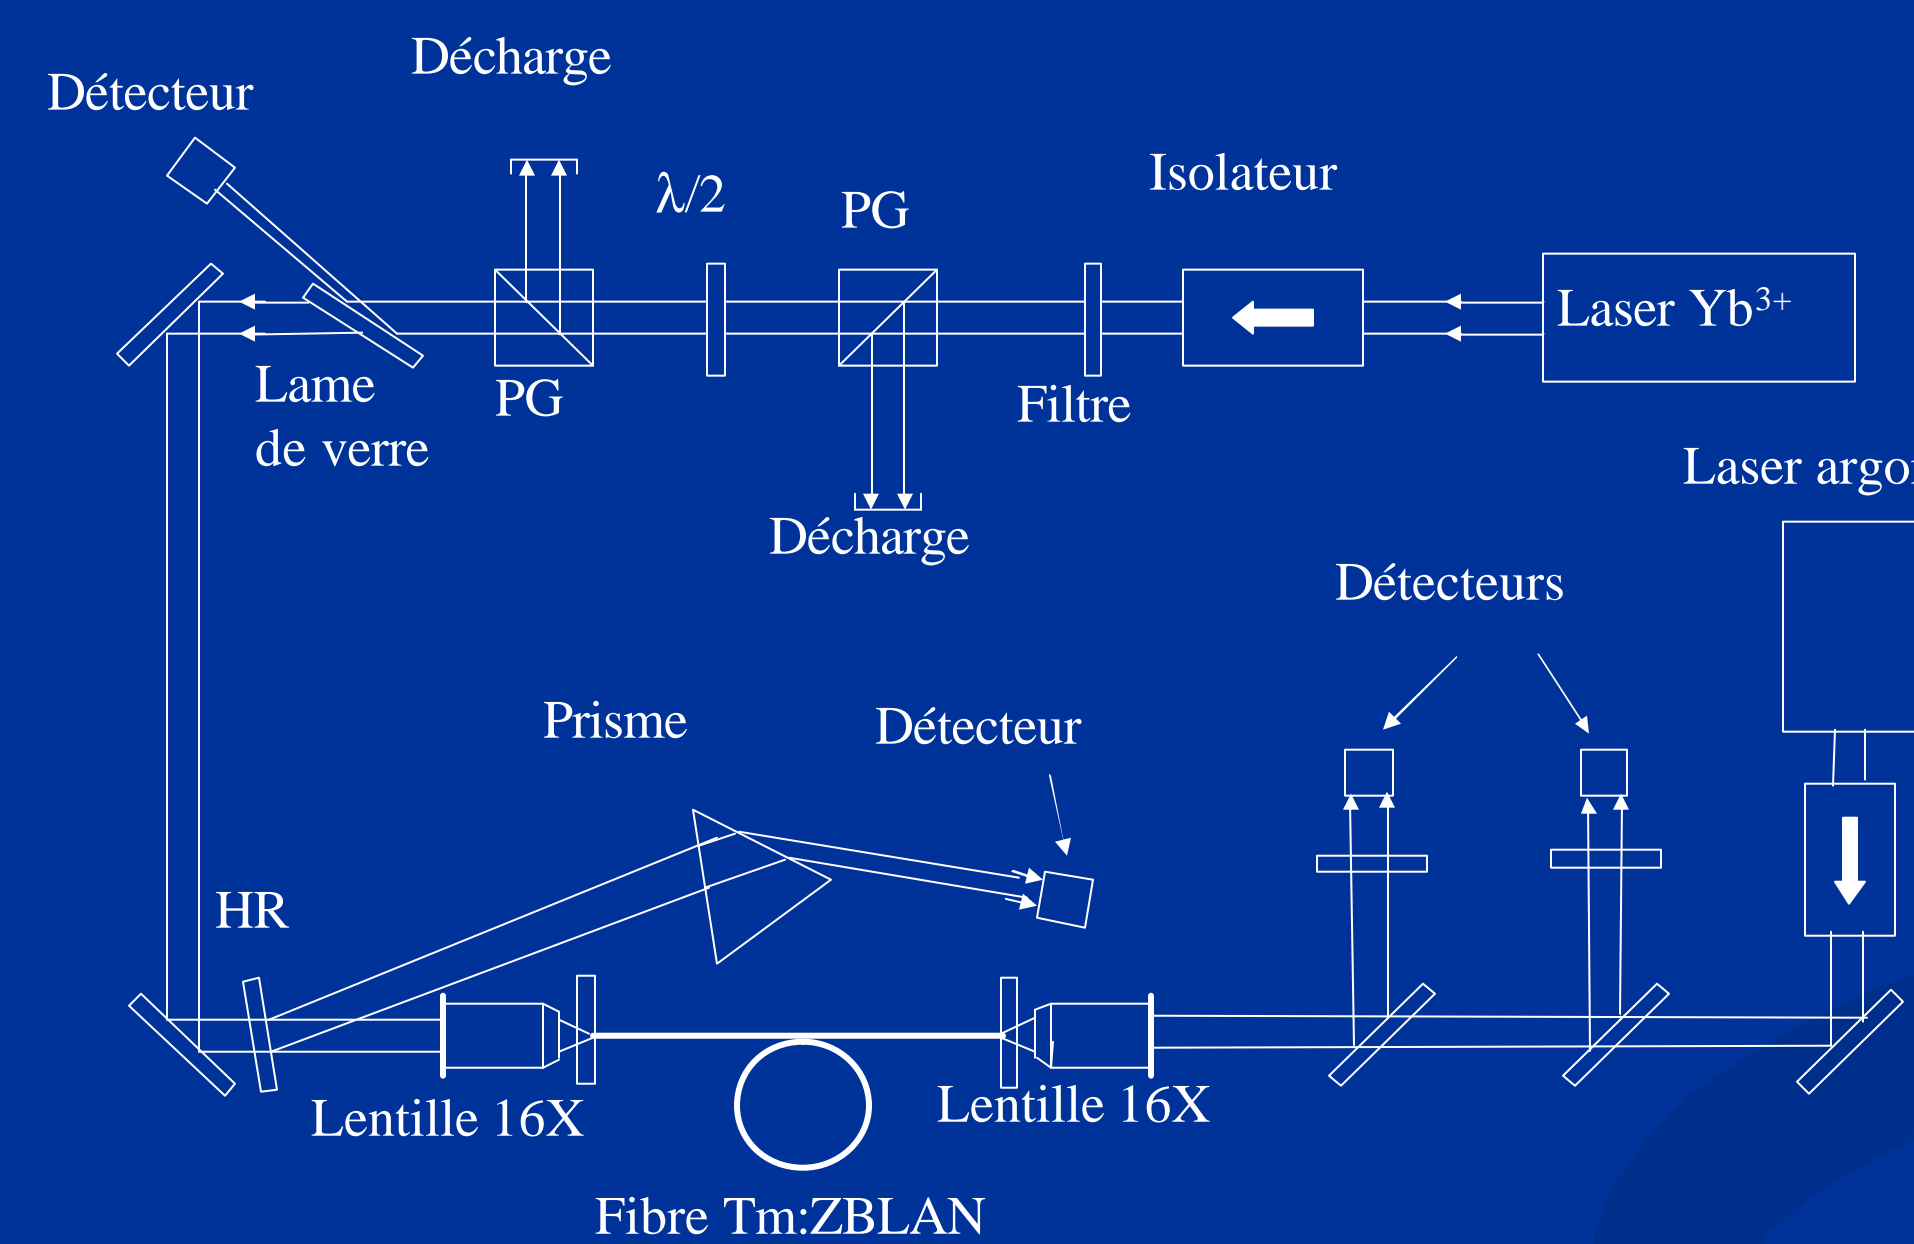 Décharge
Détecteur
λ/2
PG
Isolateur
Laser Yb³⁺
Lame
de verre
PG
Filtre
Laser
Décharge
Détecteurs
Prisme
Détecteur
HR
Lentille 16X
Lentille 16X
Fibre Tm:ZBLAN